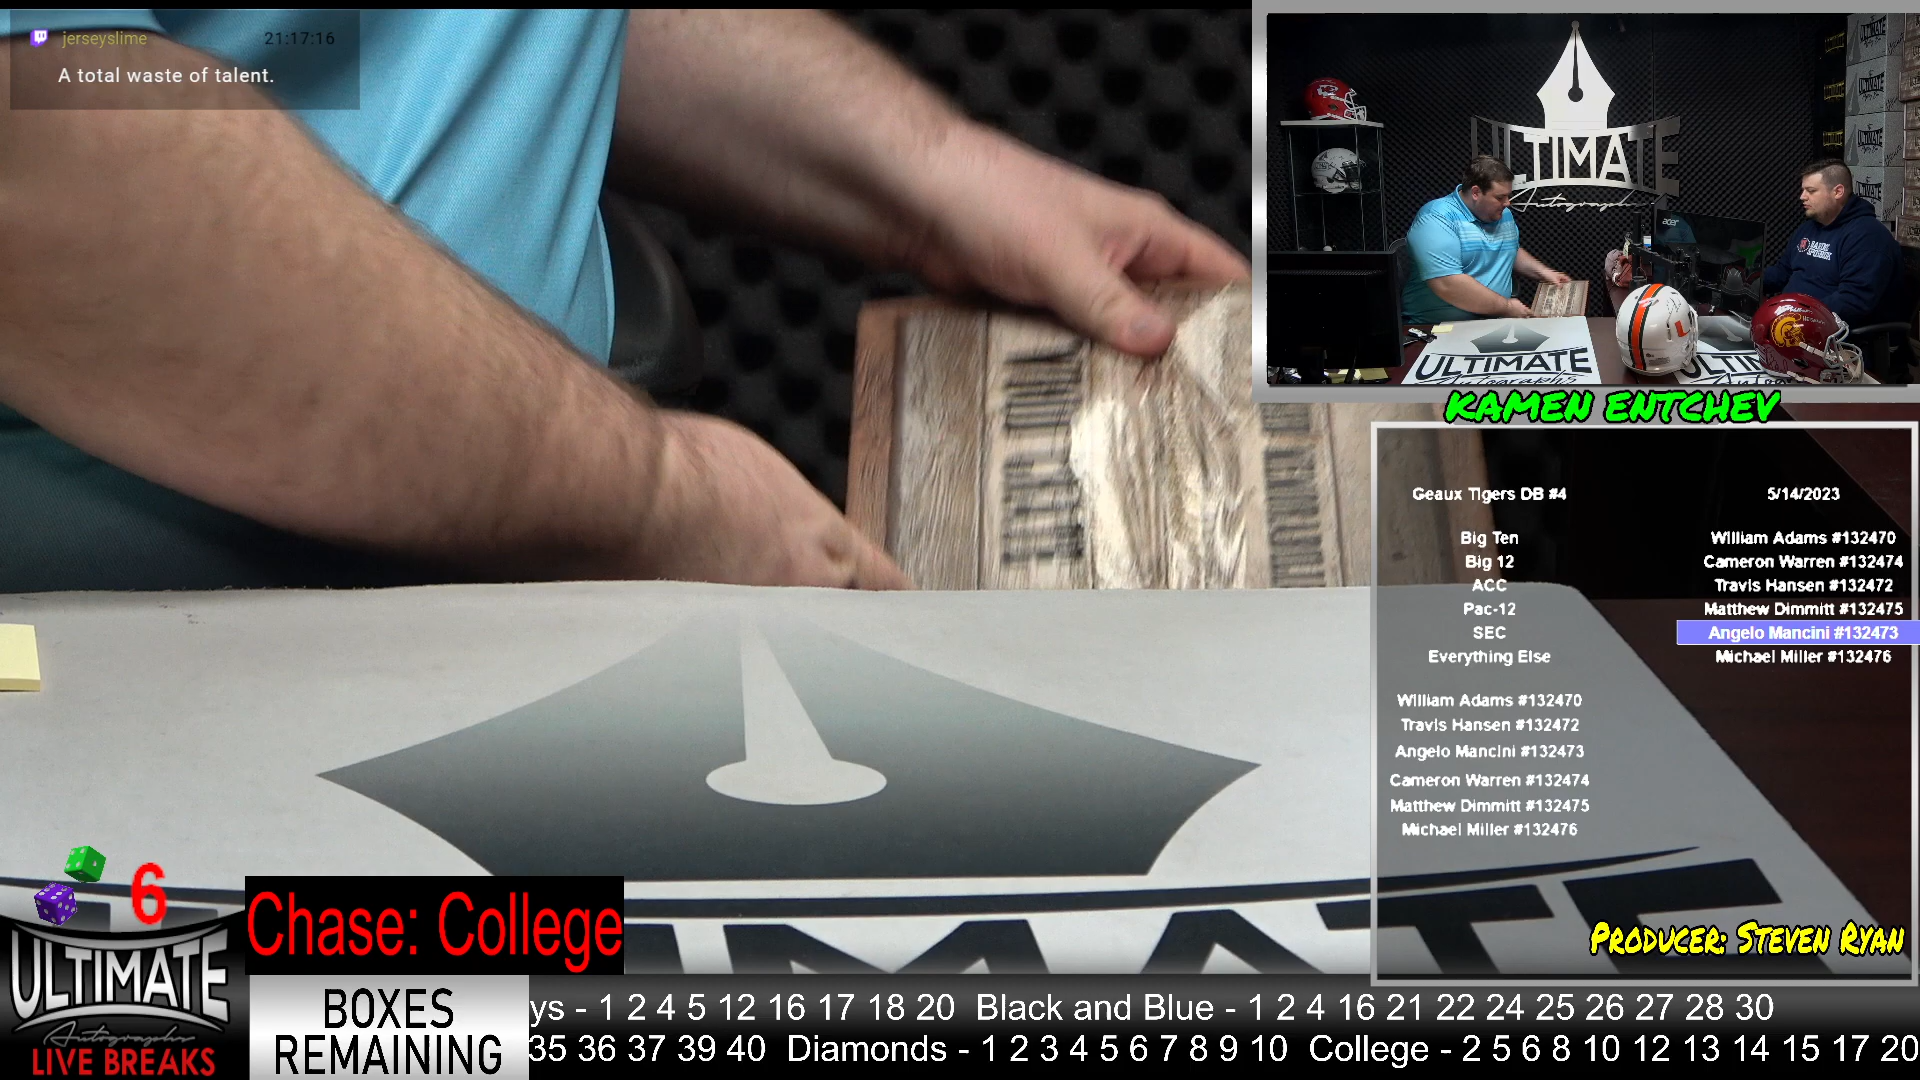 jerseyslime 21:17:16
A total waste of talent.
ULTIMATE
Autographs
acer
ULTIMATE
KAMEN ENTCHEV
Geaux Tigers DB #4 5/14/2023
Big Ten William Adams #132470
Big 12 Cameron Warren #132474
ACC Travis Hansen #132472
Pac-12 Matthew Dimmitt #132475
SEC Angelo Mancini #132473
Everything Else Michael Miller #132476
William Adams #132470
Travis Hansen #132472
Angelo Mancini #132473
Cameron Warren #132474
Matthew Dimmitt #132475
Michael Miller #132476
Producer: Steven Ryan
6
Chase: College
ULTIMATE
Autographs
LIVE BREAKS
BOXES
REMAINING
ys - 1 2 4 5 12 16 17 18 20 Black and Blue - 1 2 4 16 21 22 24 25 26 27 28 30
35 36 37 39 40 Diamonds - 1 2 3 4 5 6 7 8 9 10 College - 2 5 6 8 10 12 13 14 15 17 20